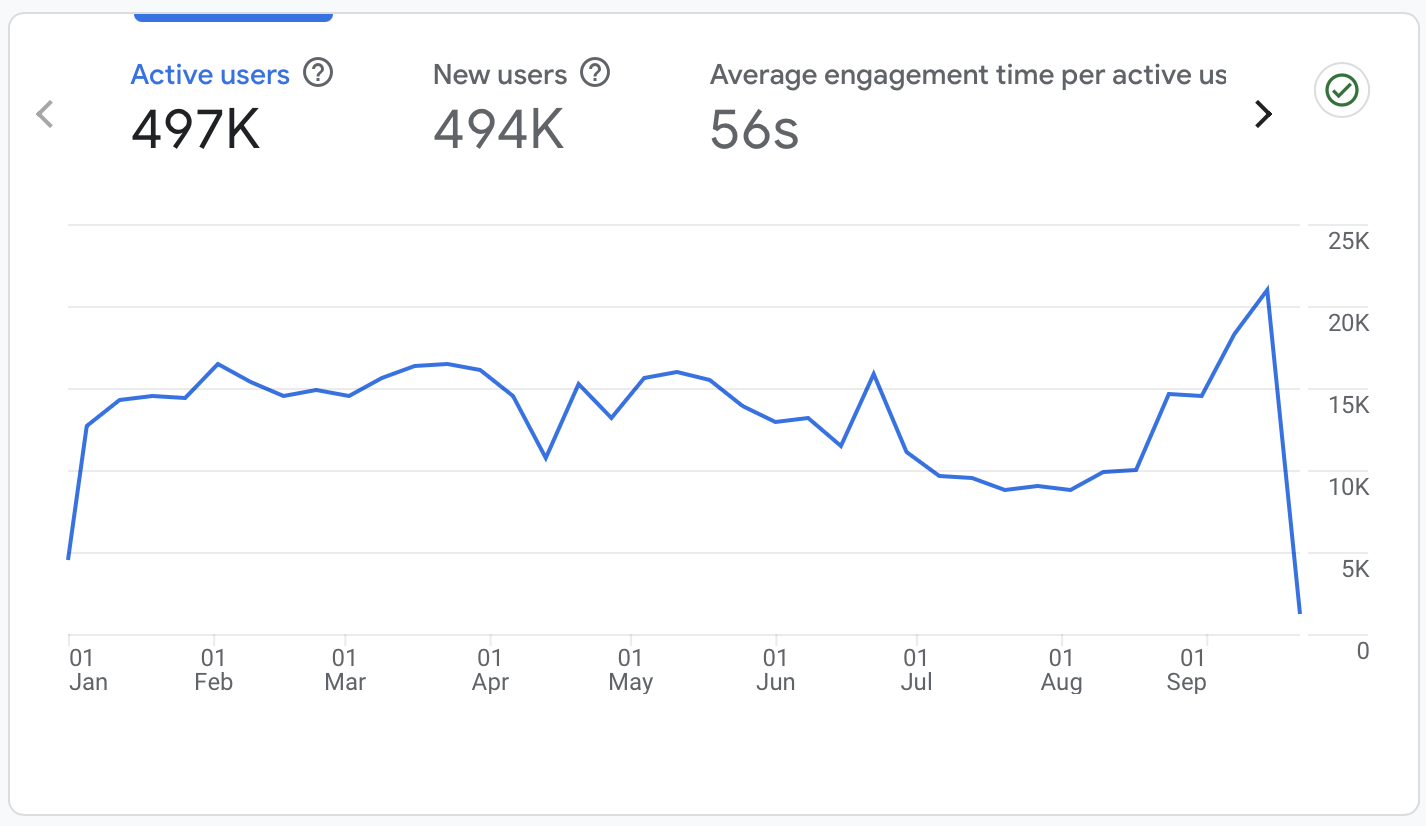 Active users
497K
New users
494K
Average engagement time per active us
56s
25K
20K
15K
10K
5K
0
01 Jan
01 Feb
01 Mar
01 Apr
01 May
01 Jun
01 Jul
01 Aug
01 Sep